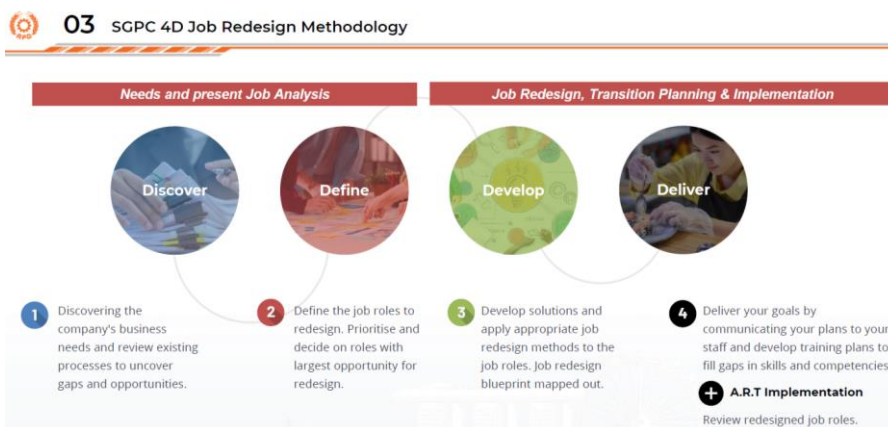 03 SGPC 4D Job Redesign Methodology
Needs and present Job Analysis
Job Redesign, Transition Planning & Implementation
Discover
Define
Develop
Deliver
1
Discovering the
company's business
needs and review existing
processes to uncover
gaps and opportunities.
2
Define the job roles to
redesign. Prioritise and
decide on roles with
largest opportunity for
redesign.
3
Develop solutions and
apply appropriate job
redesign methods to the
job roles. Job redesign
blueprint mapped out.
4
Deliver your goals by
communicating your plans to your
staff and develop training plans to
fill gaps in skills and competencies
+ A.R.T Implementation
Review redesigned job roles.